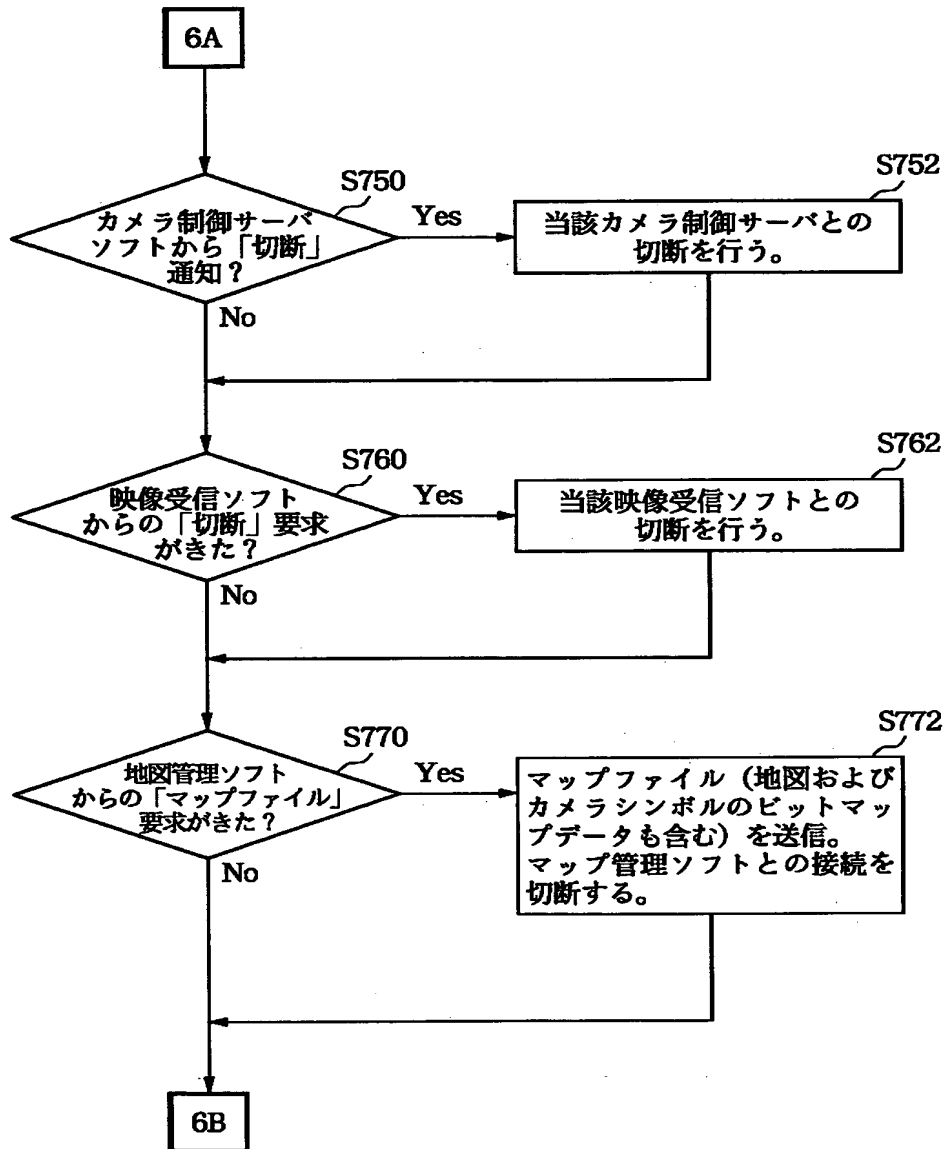 6A
S750
カメラ制御サーバ
ソフトから「切断」
通知？
Yes
No
S752
当該カメラ制御サーバとの
切断を行う。
S760
映像受信ソフト
からの「切断」要求
がきた？
Yes
No
S762
当該映像受信ソフトとの
切断を行う。
S770
地図管理ソフト
からの「マップファイル」
要求がきた？
Yes
No
S772
マップファイル（地図および
カメラシンボルのビットマッ
プデータも含む）を送信。
マップ管理ソフトとの接続を
切断する。
6B